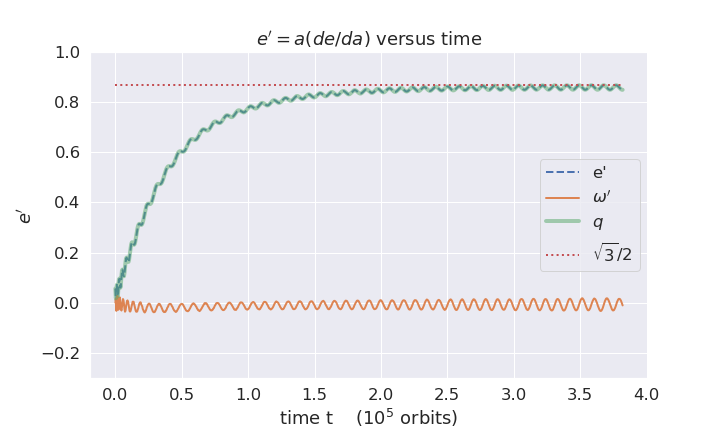 e′ = a(de/da) versus time
1.0
0.8
0.6
0.4
0.2
0.0
−0.2
e′
e'
ω′
q
√3/2
0.0 0.5 1.0 1.5 2.0 2.5 3.0 3.5 4.0
time t (10⁵ orbits)